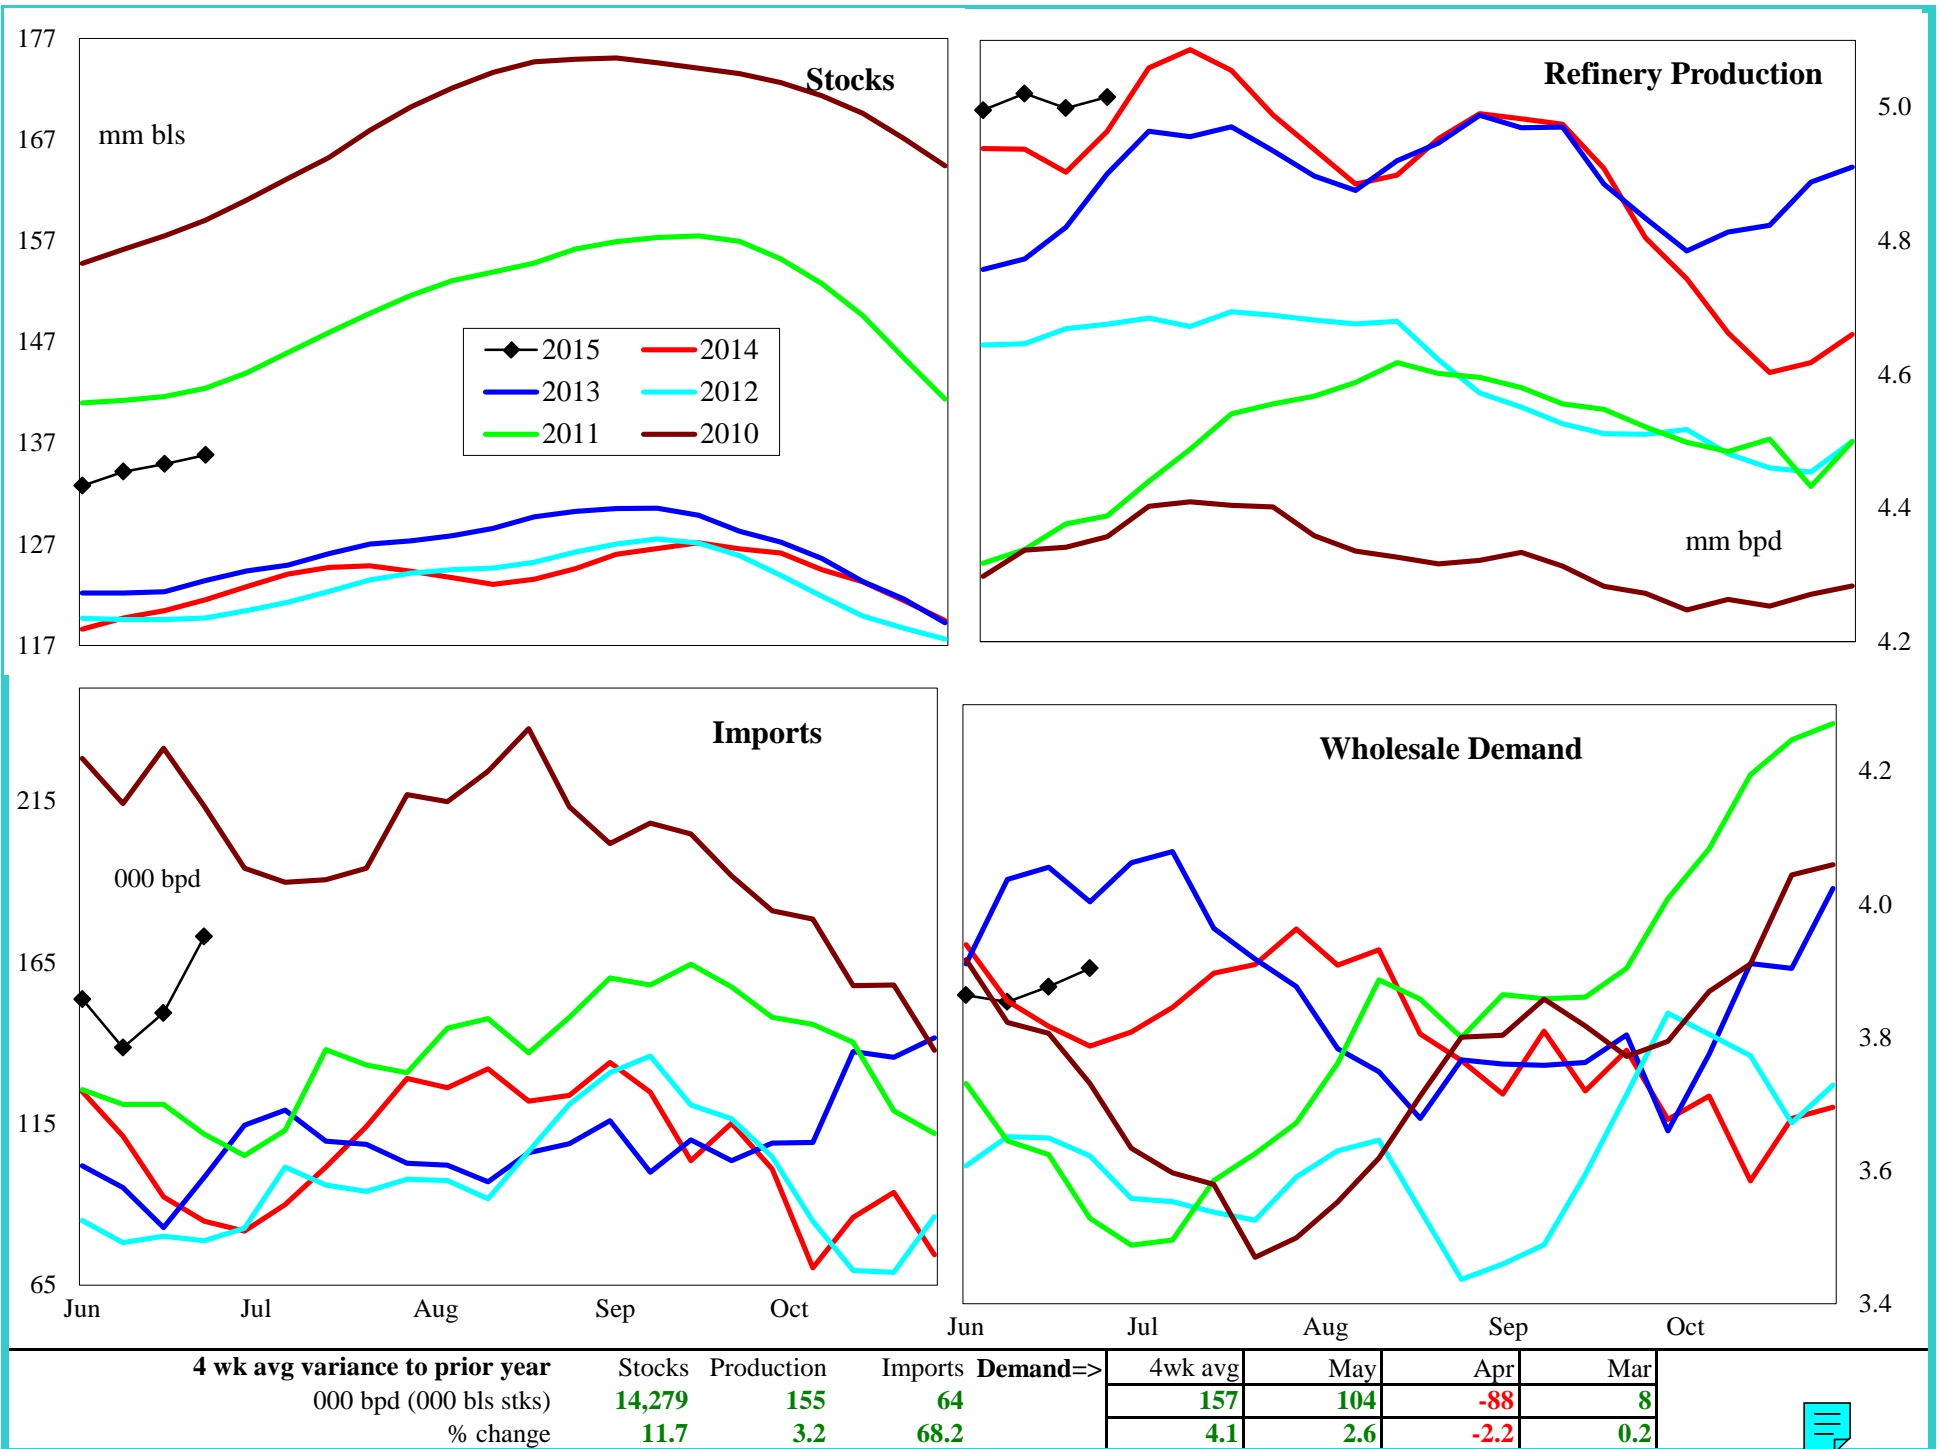 Stocks
mm bls
177
167
157
147
137
127
117
2015 2014
2013 2012
2011 2010
Refinery Production
mm bpd
5.0
4.8
4.6
4.4
4.2
Imports
000 bpd
215
165
115
65
Jun Jul Aug Sep Oct
Wholesale Demand
4.2
4.0
3.8
3.6
3.4
Jun Jul Aug Sep Oct
4 wk avg variance to prior year Stocks Production Imports Demand=> 4wk avg May Apr Mar
000 bpd (000 bls stks) 14,279 155 64 157 104 -88 8
% change 11.7 3.2 68.2 4.1 2.6 -2.2 0.2